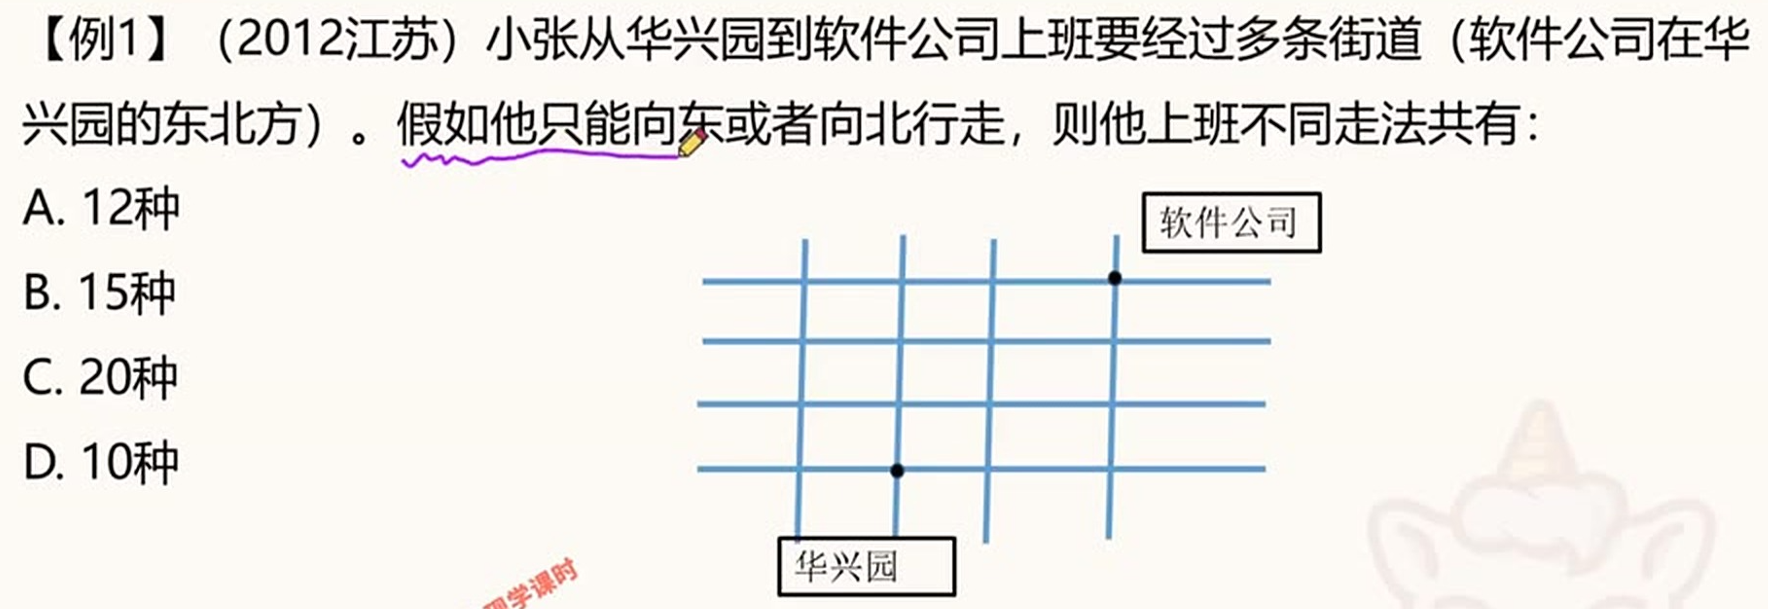 【例1】（2012江苏）小张从华兴园到软件公司上班要经过多条街道（软件公司在华
兴园的东北方）。假如他只能向东或者向北行走，则他上班不同走法共有：
A. 12种
B. 15种
C. 20种
D. 10种
软件公司
华兴园
学课时